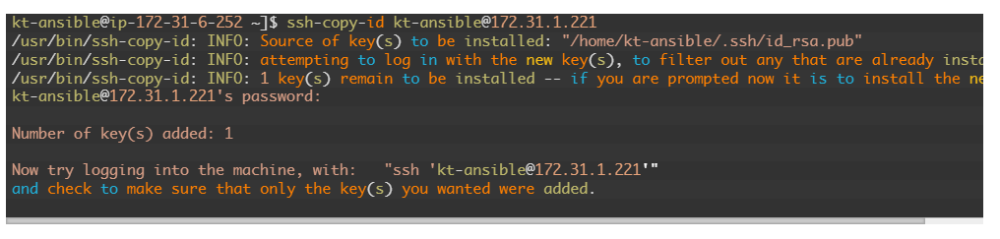 kt-ansible@ip-172-31-6-252 ~]$ ssh-copy-id kt-ansible@172.31.1.221
/usr/bin/ssh-copy-id: INFO: Source of key(s) to be installed: "/home/kt-ansible/.ssh/id_rsa.pub"
/usr/bin/ssh-copy-id: INFO: attempting to log in with the new key(s), to filter out any that are already
/usr/bin/ssh-copy-id: INFO: 1 key(s) remain to be installed -- if you are prompted now it is to install the
kt-ansible@172.31.1.221's password:
Number of key(s) added: 1
Now try logging into the machine, with: "ssh 'kt-ansible@172.31.1.221'"
and check to make sure that only the key(s) you wanted were added.